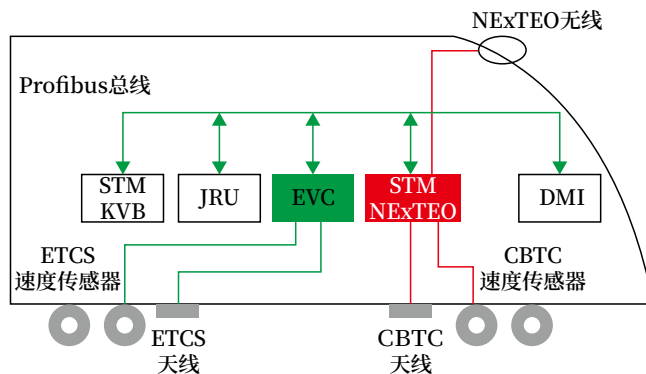 NExTEO无线
Profibus总线
STM
KVB
JRU
EVC
STM
NExTEO
DMI
ETCS
速度传感器
CBTC
速度传感器
ETCS
天线
CBTC
天线